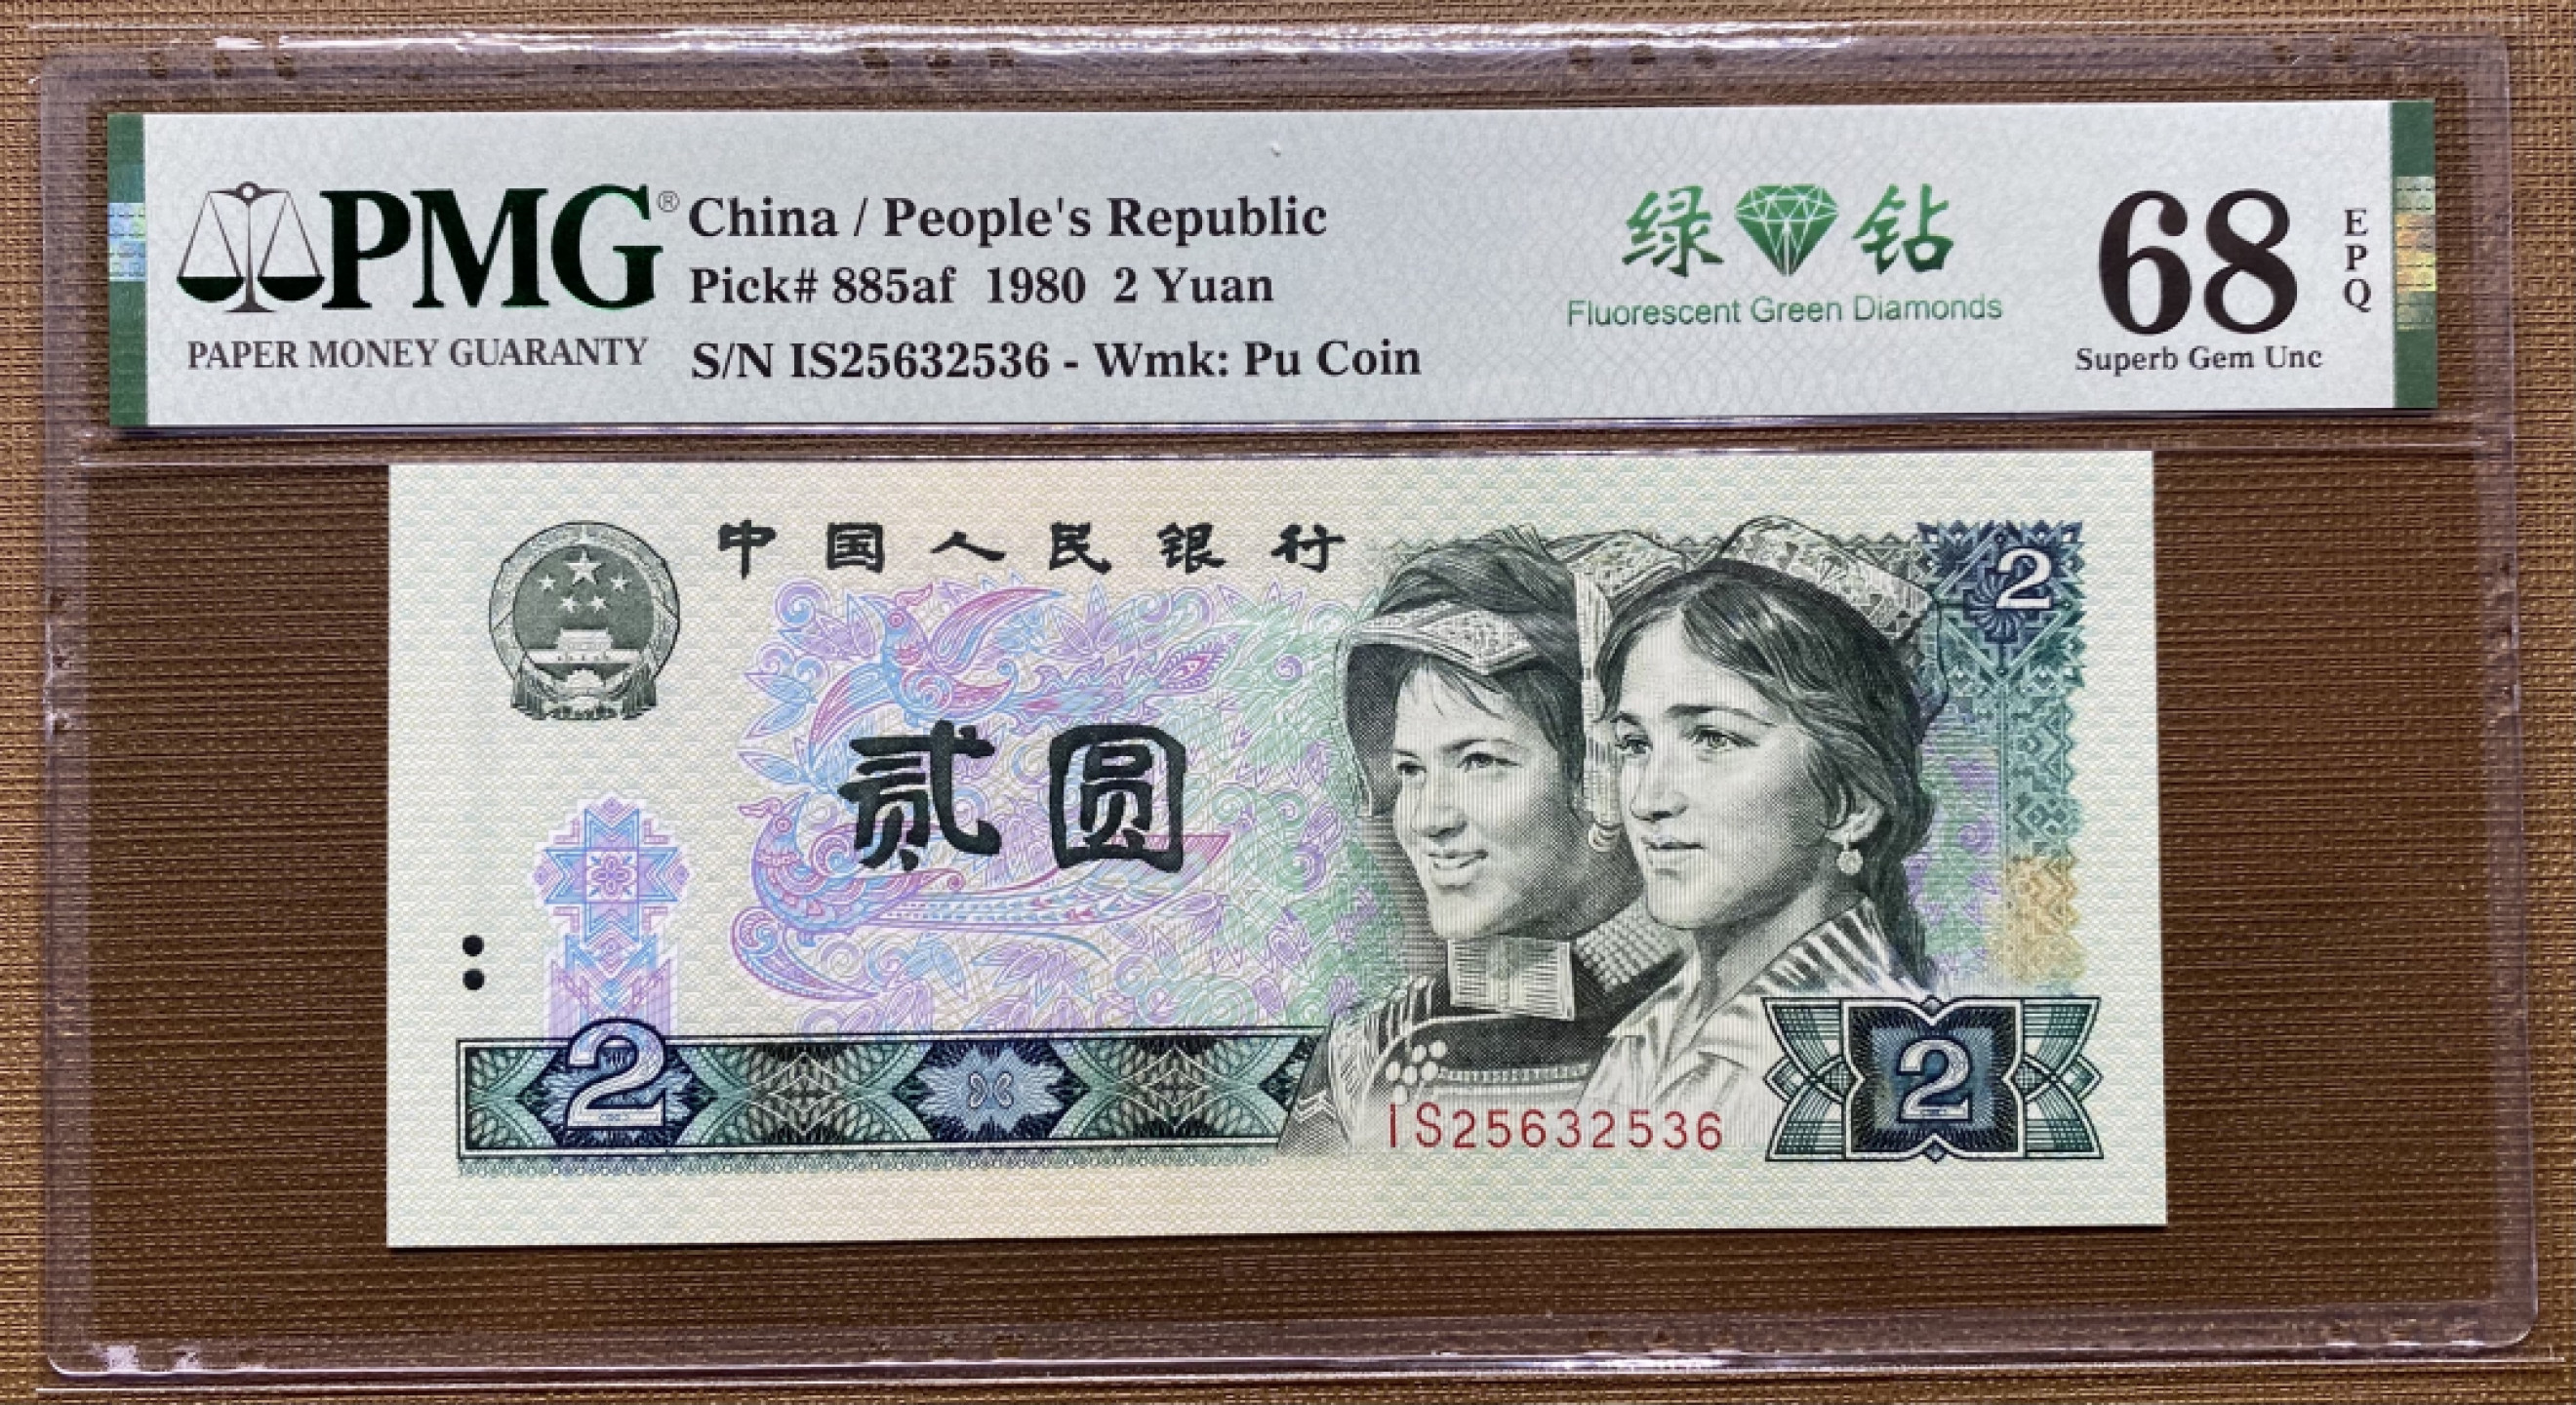 PMG®
PAPER MONEY GUARANTY
China / People's Republic
Pick# 885af 1980 2 Yuan
S/N IS25632536 - Wmk: Pu Coin
绿钻
Fluorescent Green Diamonds
68
EPQ
Superb Gem Unc
中国人民银行
2
贰圆
2
IS25632536
2